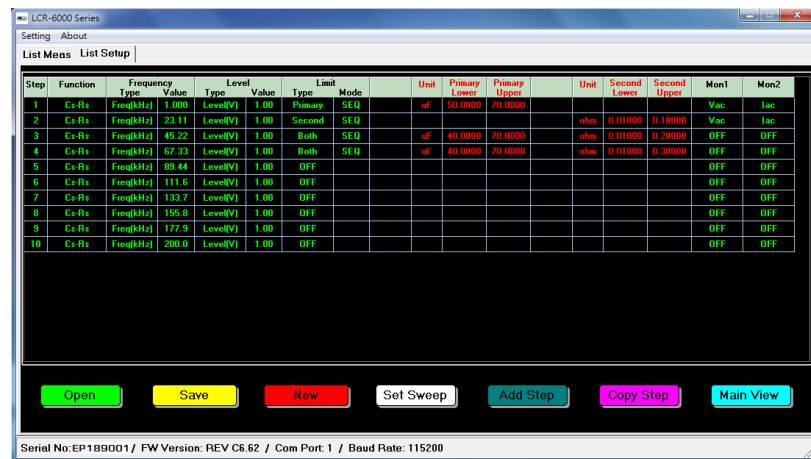 LCR-6000 Series
Setting About
List Meas List Setup
Step Function Frequency Level Limit Unit Primary Primary Unit Second Second Mon1 Mon2
Type Value Type Value Type Mode Lower Upper Lower Upper
1 Cs-Rs Freq(kHz) 1.000 Level(V) 1.00 Primary SEQ uF 50.0000 70.0000 Vac Iac
2 Cs-Rs Freq(kHz) 23.11 Level(V) 1.00 Second SEQ ohm 0.01000 0.10000 Vac Iac
3 Cs-Rs Freq(kHz) 45.22 Level(V) 1.00 Both SEQ uF 40.0000 70.0000 ohm 0.01000 0.20000 OFF OFF
4 Cs-Rs Freq(kHz) 67.33 Level(V) 1.00 Both SEQ uF 40.0000 70.0000 ohm 0.01000 0.30000 OFF OFF
5 Cs-Rs Freq(kHz) 89.44 Level(V) 1.00 OFF OFF OFF
6 Cs-Rs Freq(kHz) 111.6 Level(V) 1.00 OFF OFF OFF
7 Cs-Rs Freq(kHz) 133.7 Level(V) 1.00 OFF OFF OFF
8 Cs-Rs Freq(kHz) 155.8 Level(V) 1.00 OFF OFF OFF
9 Cs-Rs Freq(kHz) 177.9 Level(V) 1.00 OFF OFF OFF
10 Cs-Rs Freq(kHz) 200.0 Level(V) 1.00 OFF OFF OFF
Open Save New Set Sweep Add Step Copy Step Main View
Serial No:EP189001/ FW Version: REV C6.62 / Com Port: 1 / Baud Rate: 115200